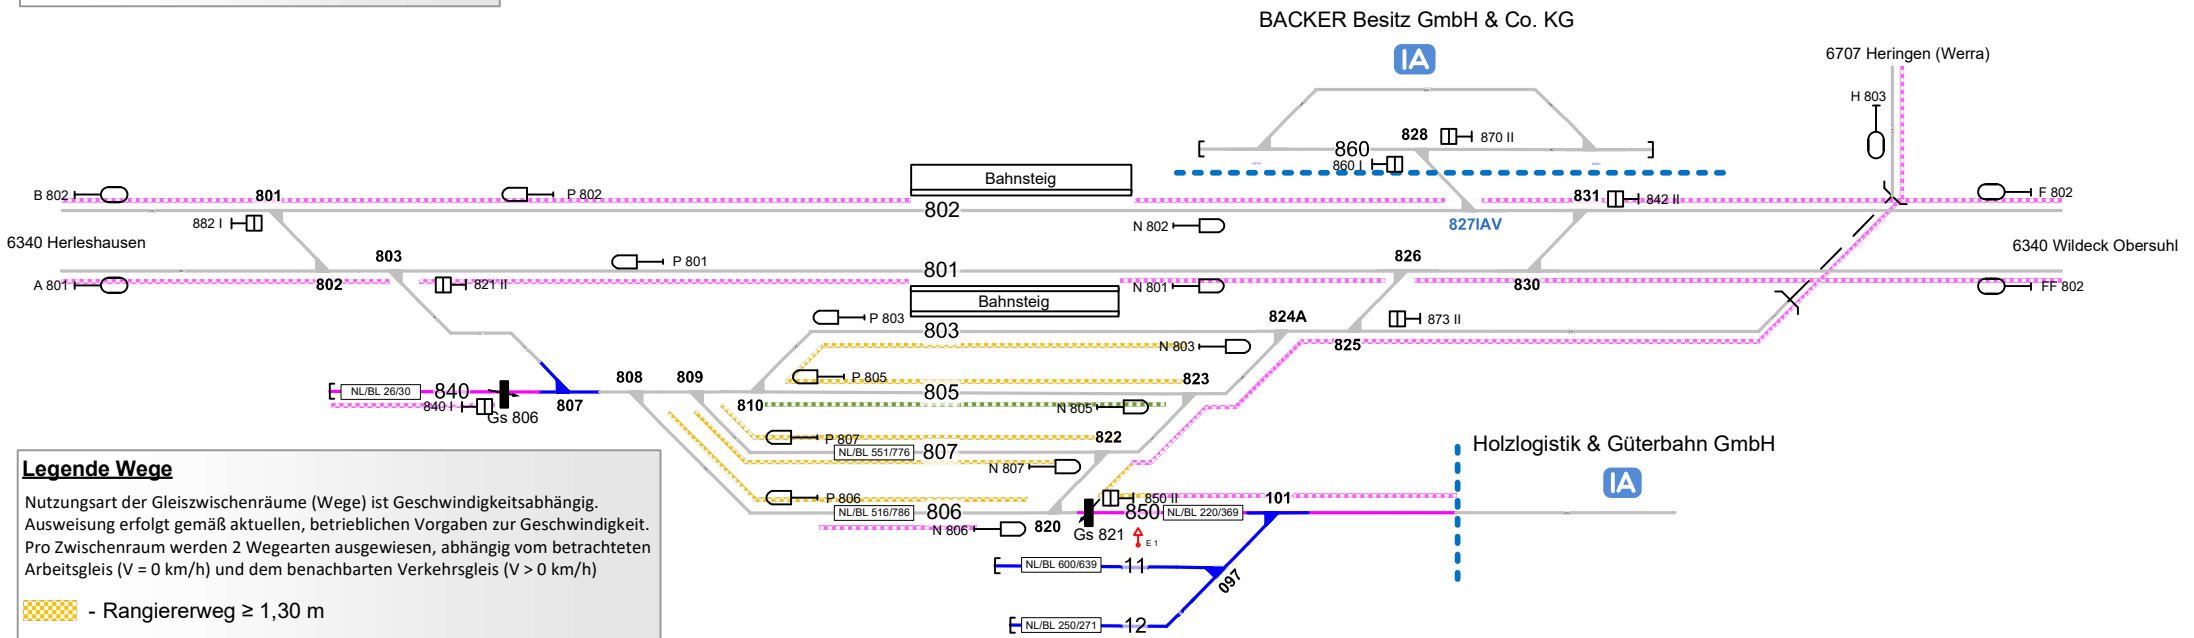 BACKER Besitz GmbH & Co. KG
IA
6707 Heringen (Werra)
H 803
828
870 II
860
860 I
B 802
801
P 802
Bahnsteig
802
831
842 II
F 802
882 I
N 802
827IAV
6340 Herleshausen
6340 Wildeck Obersuhl
803
P 801
801
826
A 801
802
821 II
N 801
830
FF 802
Bahnsteig
P 803
803
824A
873 II
N 803
825
808
809
P 805
823
NL/BL 26/30
840
805
840 I
Gs 806
807
810
N 805
P 807
822
NL/BL 551/776
807
N 807
Holzlogistik & Güterbahn GmbH
IA
P 806
850 II
101
NL/BL 516/786
806
850
NL/BL 220/369
N 806
820
Gs 821
E 1
NL/BL 600/639
11
097
NL/BL 250/271
12
Legende Wege
Nutzungsart der Gleiszwischenräume (Wege) ist Geschwindigkeitsabhängig.
Ausweisung erfolgt gemäß aktuellen, betrieblichen Vorgaben zur Geschwindigkeit.
Pro Zwischenraum werden 2 Wegearten ausgewiesen, abhängig vom betrachteten
Arbeitsgleis (V = 0 km/h) und dem benachbarten Verkehrsgleis (V > 0 km/h)
- Rangiererweg ≥ 1,30 m